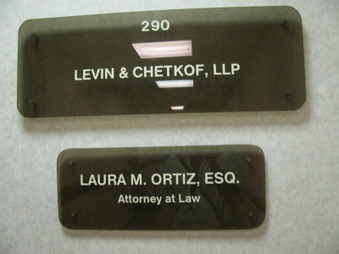 290
LEVIN & CHETKOF, LLP
LAURA M. ORTIZ, ESQ.
Attorney at Law